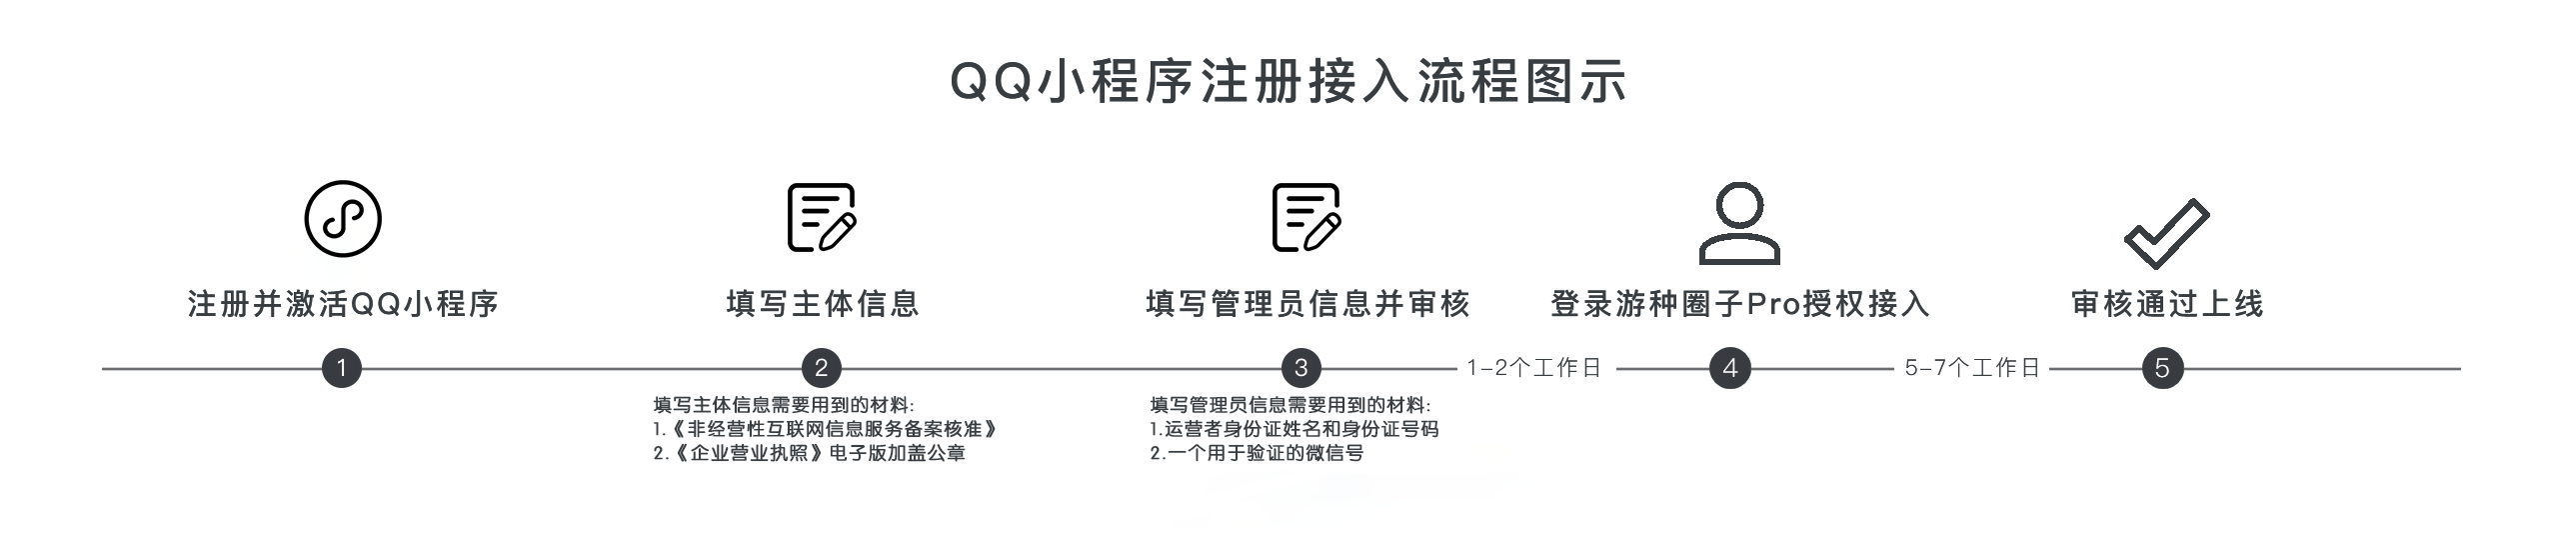 QQ小程序注册接入流程图示
注册并激活QQ小程序
填写主体信息
填写管理员信息并审核
登录游种圈子Pro授权接入
审核通过上线
1
2
3
1-2个工作日
4
5-7个工作日
5
填写主体信息需要用到的材料:
1.《非经营性互联网信息服务备案核准》
2.《企业营业执照》电子版加盖公章
填写管理员信息需要用到的材料:
1.运营者身份证姓名和身份证号码
2.一个用于验证的微信号